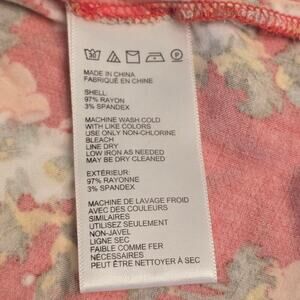 MADE IN CHINA
FABRIQUÉ EN CHINE
SHELL:
97% RAYON
3% SPANDEX
MACHINE WASH COLD
WITH LIKE COLORS
USE ONLY NON-CHLORINE
BLEACH
LINE DRY
LOW IRON AS NEEDED
MAY BE DRY CLEANED
EXTÉRIEUR:
97% RAYONNE
3% SPANDEX
MACHINE DE LAVAGE FROID
AVEC DES COULEURS
SIMILAIRES
UTILISEZ SEULEMENT
NON-JAVEL
LIGNE SEC
FAIBLE COMME FER
NÉCESSAIRES
PEUT ÊTRE NETTOYER À SEC